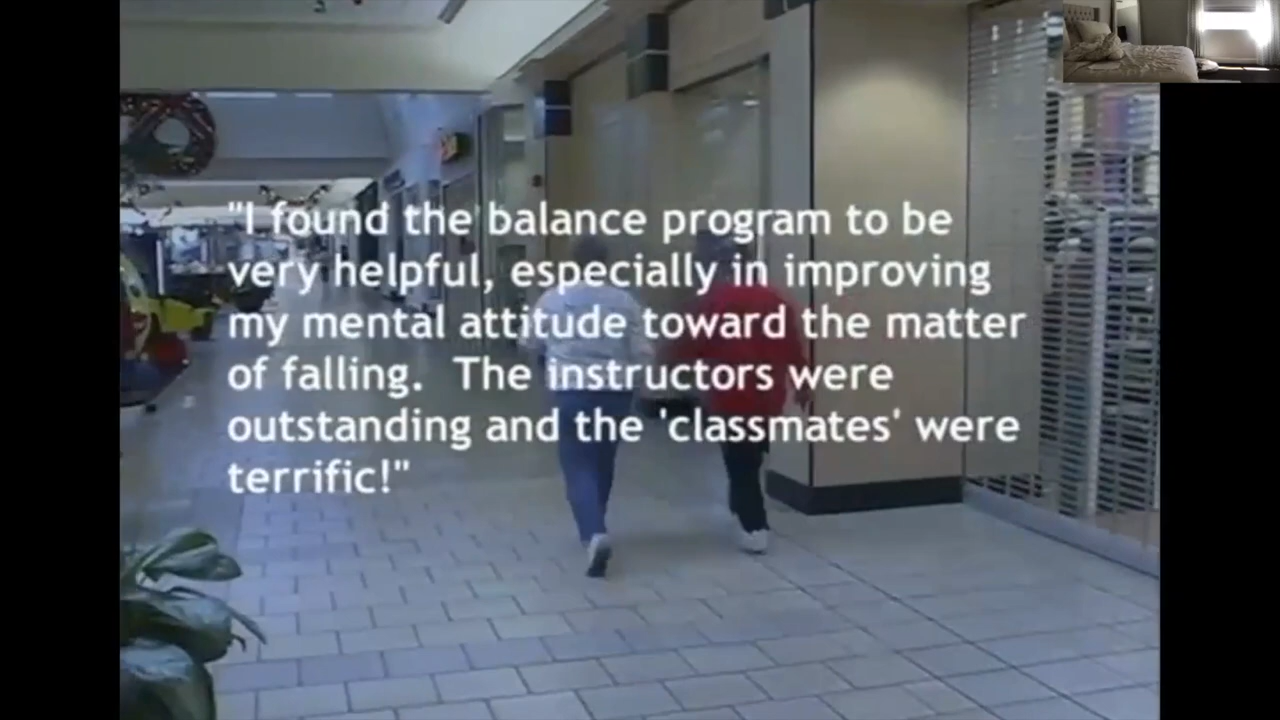 "I found the balance program to be
very helpful, especially in improving
my mental attitude toward the matter
of falling.  The instructors were
outstanding and the 'classmates' were
terrific!"